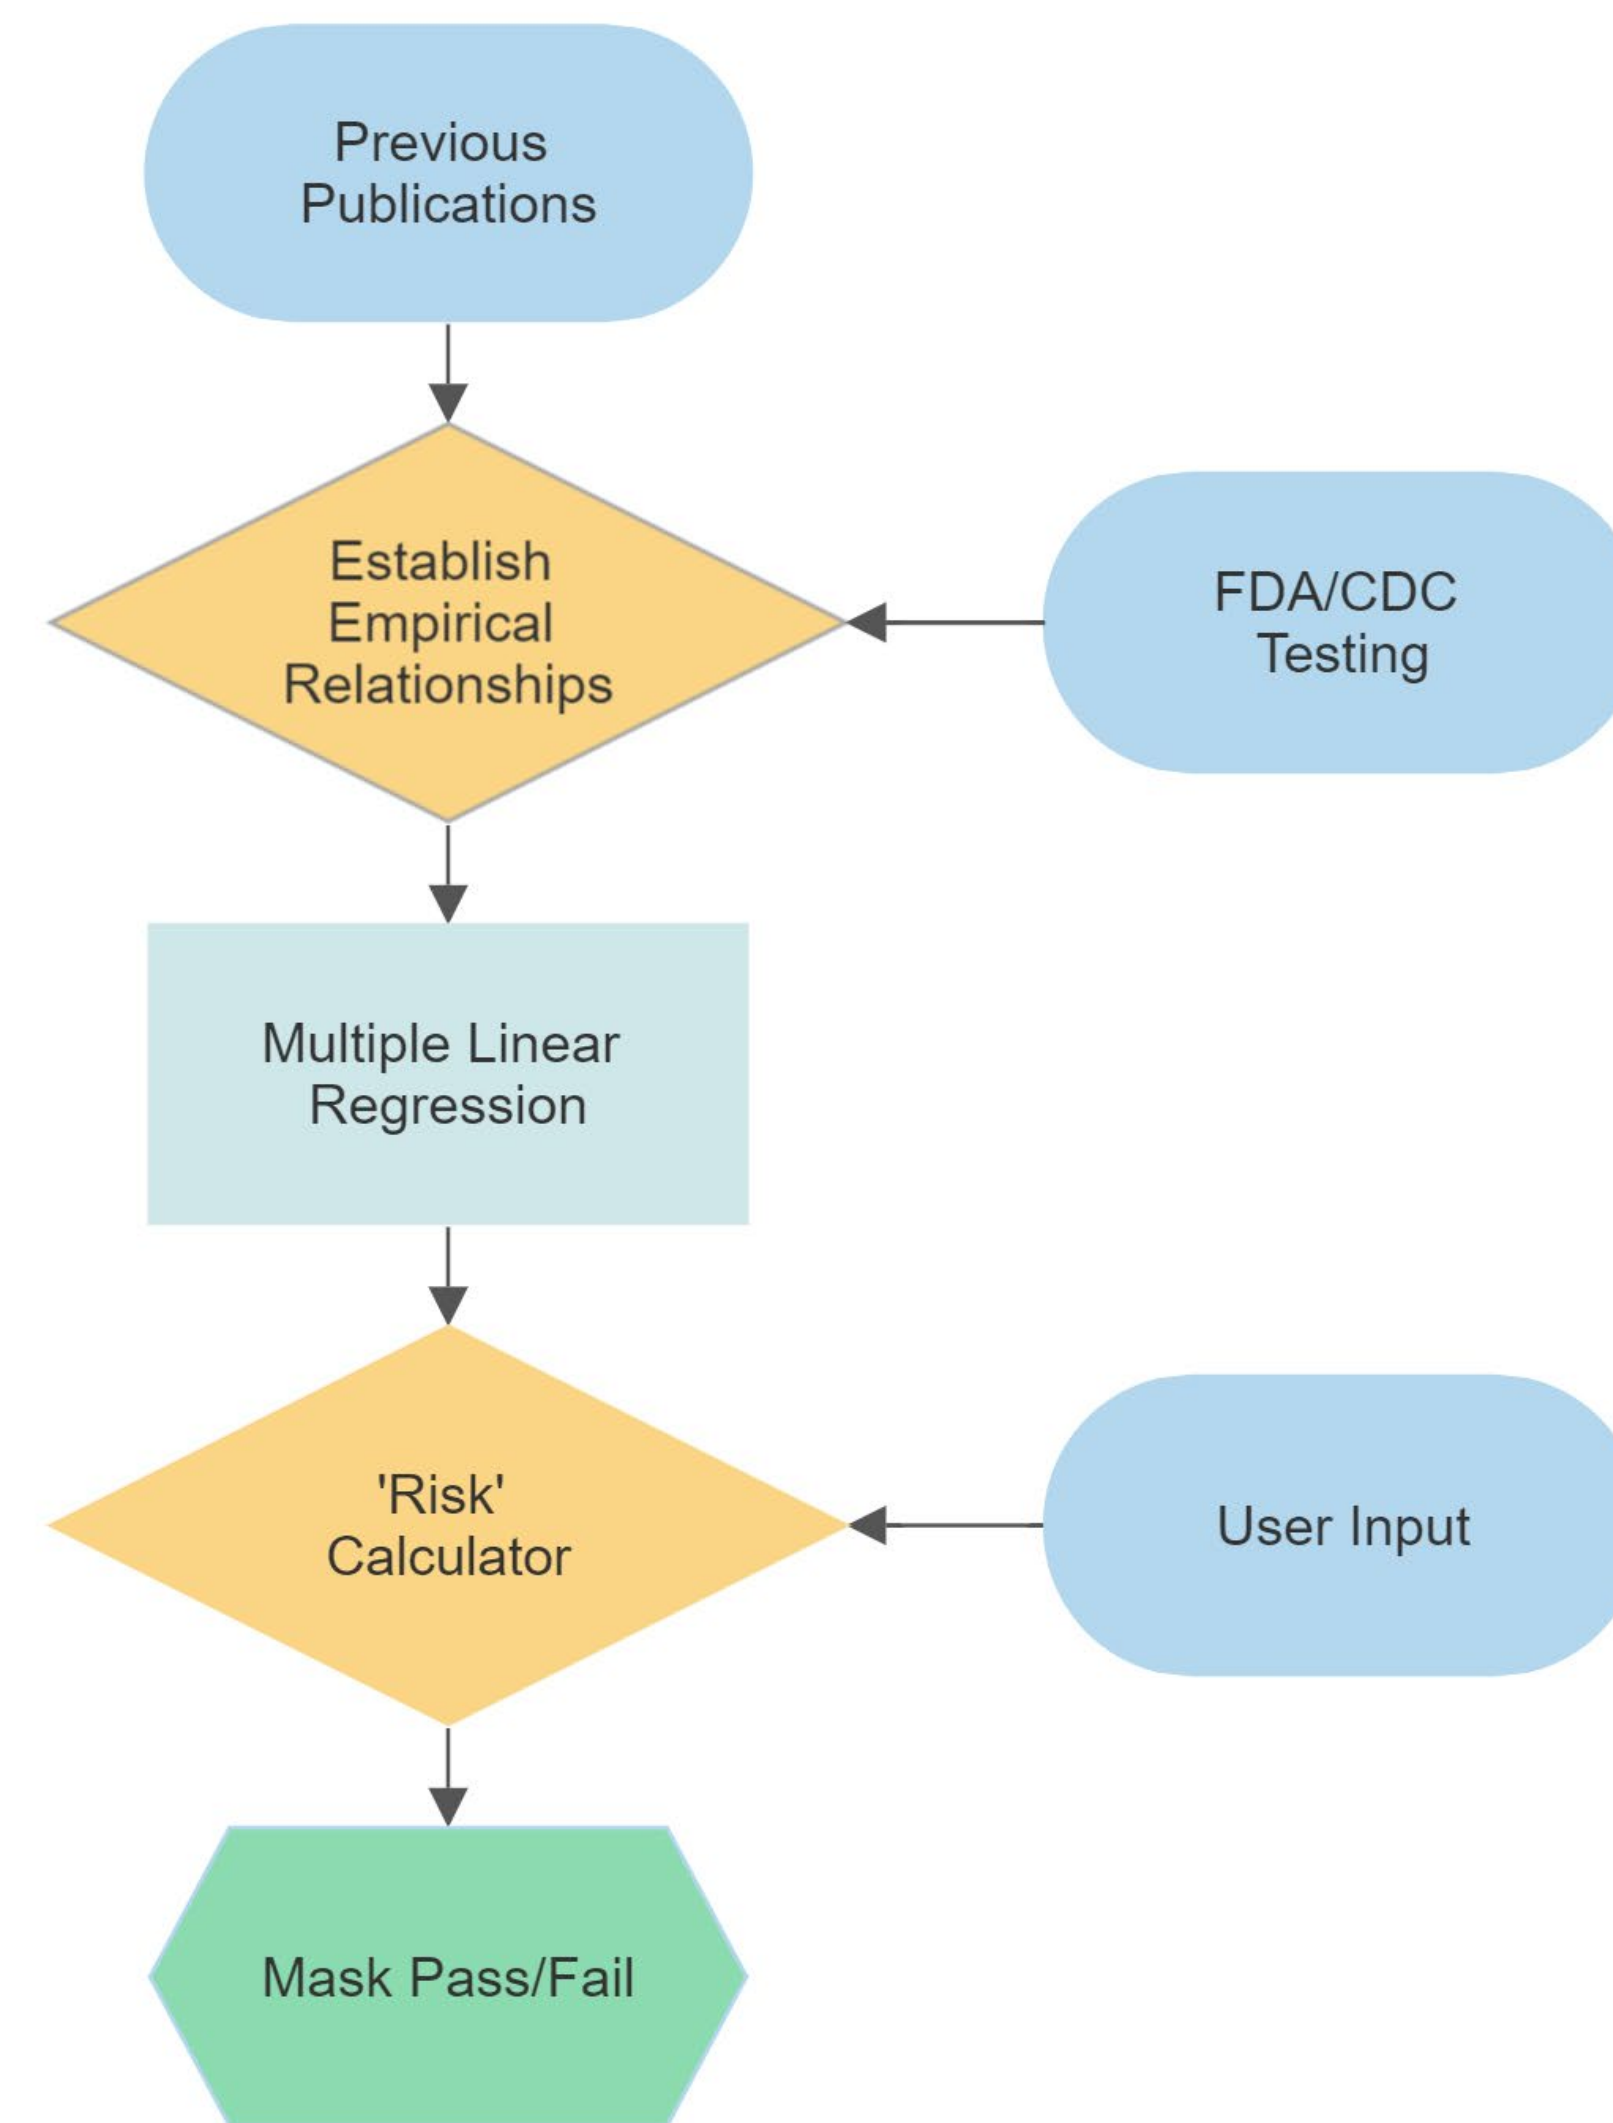 Previous
Publications
Establish
Empirical
Relationships
FDA/CDC
Testing
Multiple Linear
Regression
'Risk'
Calculator
User Input
Mask Pass/Fail